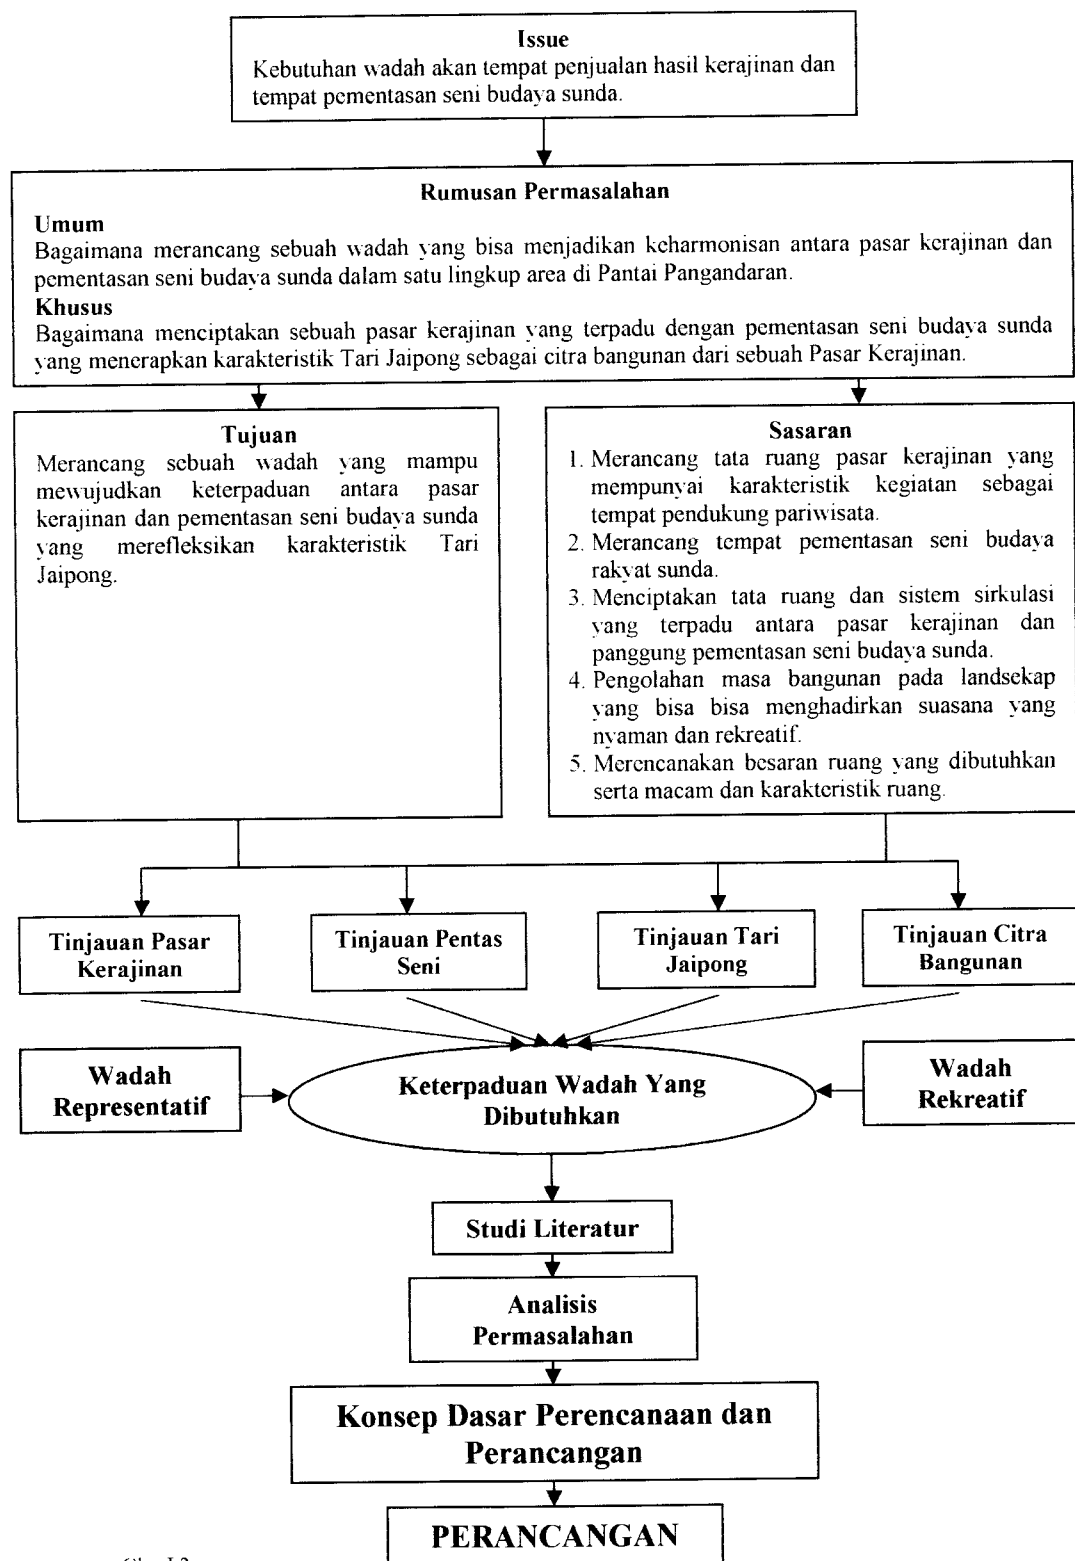 Issue
Kebutuhan wadah akan tempat penjualan hasil kerajinan dan
tempat pementasan seni budaya sunda.
Rumusan Permasalahan
Umum
Bagaimana merancang sebuah wadah yang bisa menjadikan keharmonisan antara pasar kerajinan dan
pementasan seni budaya sunda dalam satu lingkup area di Pantai Pangandaran.
Khusus
Bagaimana menciptakan sebuah pasar kerajinan yang terpadu dengan pementasan seni budaya sunda
yang menerapkan karakteristik Tari Jaipong sebagai citra bangunan dari sebuah Pasar Kerajinan.
Tujuan
Merancang sebuah wadah yang mampu
mewujudkan keterpaduan antara pasar
kerajinan dan pementasan seni budaya sunda
yang merefleksikan karakteristik Tari
Jaipong.
Sasaran
1. Merancang tata ruang pasar kerajinan yang
mempunyai karakteristik kegiatan sebagai
tempat pendukung pariwisata.
2. Merancang tempat pementasan seni budaya
rakyat sunda.
3. Menciptakan tata ruang dan sistem sirkulasi
yang terpadu antara pasar kerajinan dan
panggung pementasan seni budaya sunda.
4. Pengolahan masa bangunan pada landsekap
yang bisa bisa menghadirkan suasana yang
nyaman dan rekreatif.
5. Merencanakan besaran ruang yang dibutuhkan
serta macam dan karakteristik ruang.
Tinjauan Pasar
Kerajinan
Tinjauan Pentas
Seni
Tinjauan Tari
Jaipong
Tinjauan Citra
Bangunan
Wadah
Representatif
Keterpaduan Wadah Yang
Dibutuhkan
Wadah
Rekreatif
Studi Literatur
Analisis
Permasalahan
Konsep Dasar Perencanaan dan
Perancangan
PERANCANGAN